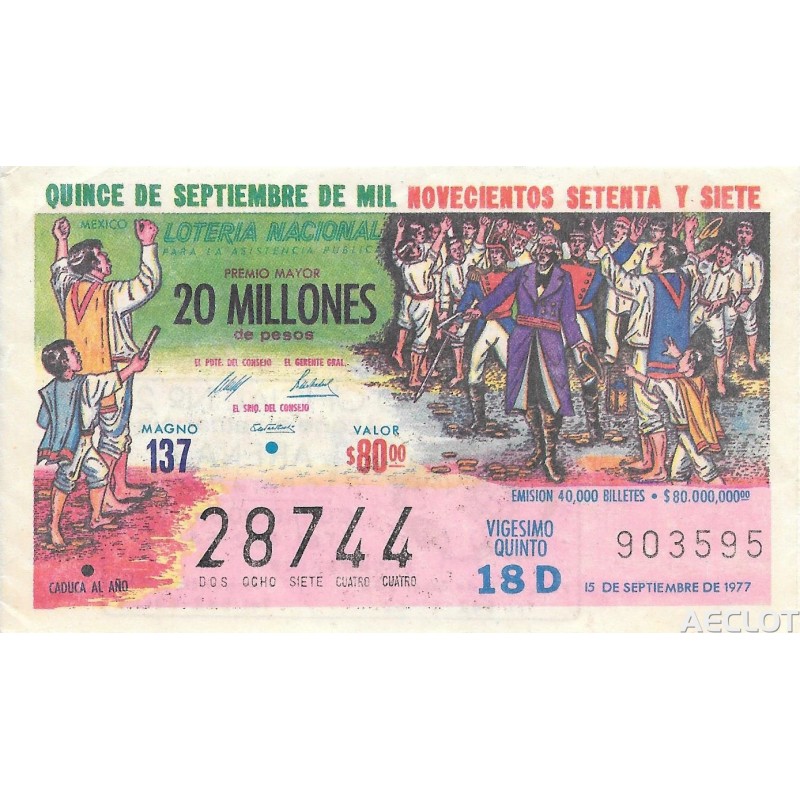 QUINCE DE SEPTIEMBRE DE MIL NOVECIENTOS SETENTA Y SIETE
MEXICO
LOTERIA NACIONAL
PARA LA ASISTENCIA PUBLICA
PREMIO MAYOR
20 MILLONES
de pesos
EL PDTE. DEL CONSEJO EL GERENTE GRAL.
EL SRIO. DEL CONSEJO
MAGNO
137
VALOR
$80.00
EMISION 40,000 BILLETES • $80.000,000.00
28744
DOS OCHO SIETE CUATRO CUATRO
VIGESIMO
QUINTO
18 D
903595
15 DE SEPTIEMBRE DE 1977
CADUCA AL AÑO
AECLOT